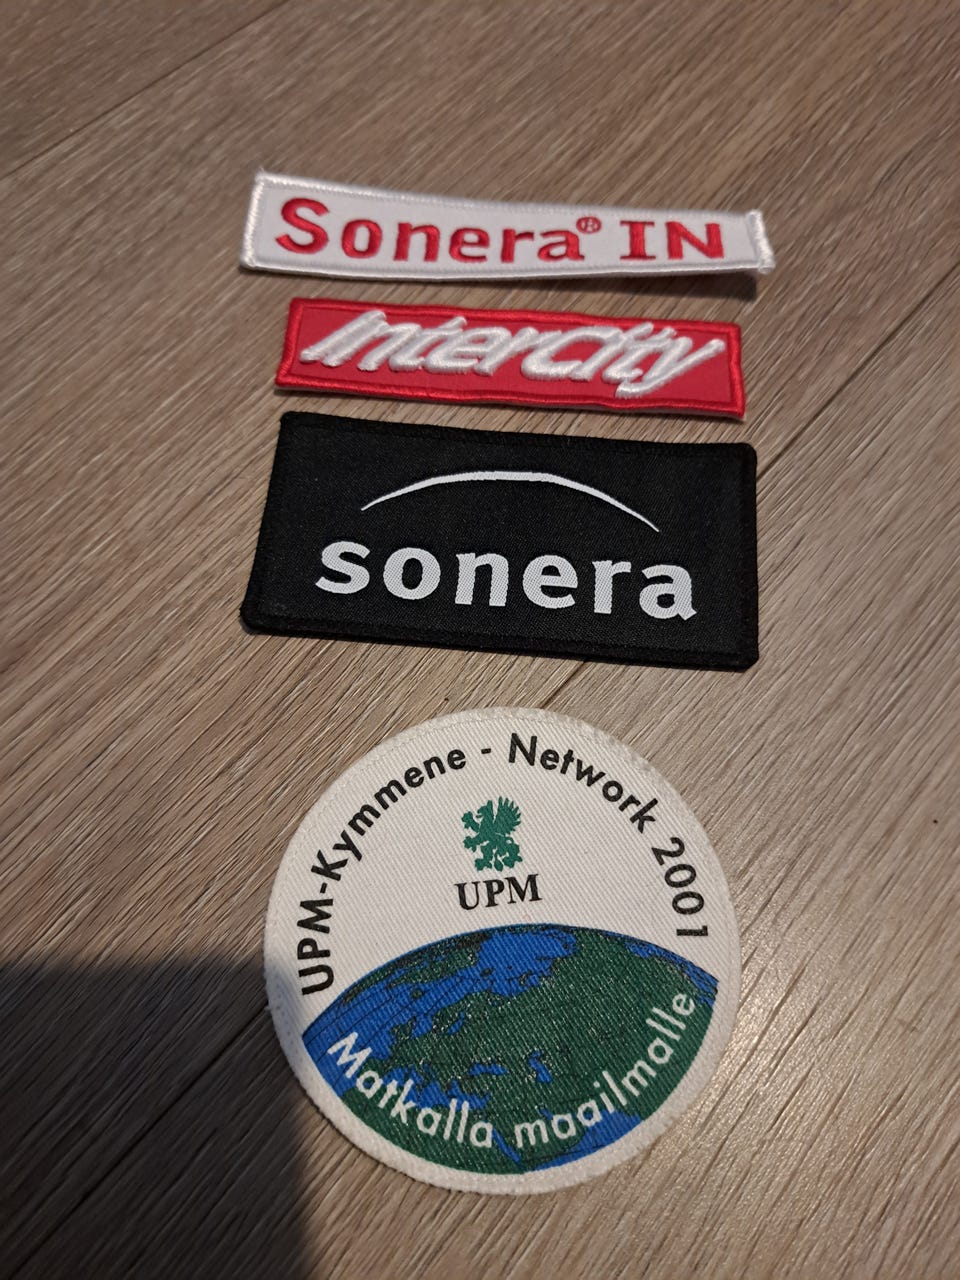 Sonera® IN
InterCity
sonera
UPM-Kymmene - Network 2001
UPM
Matkalla maailmalle